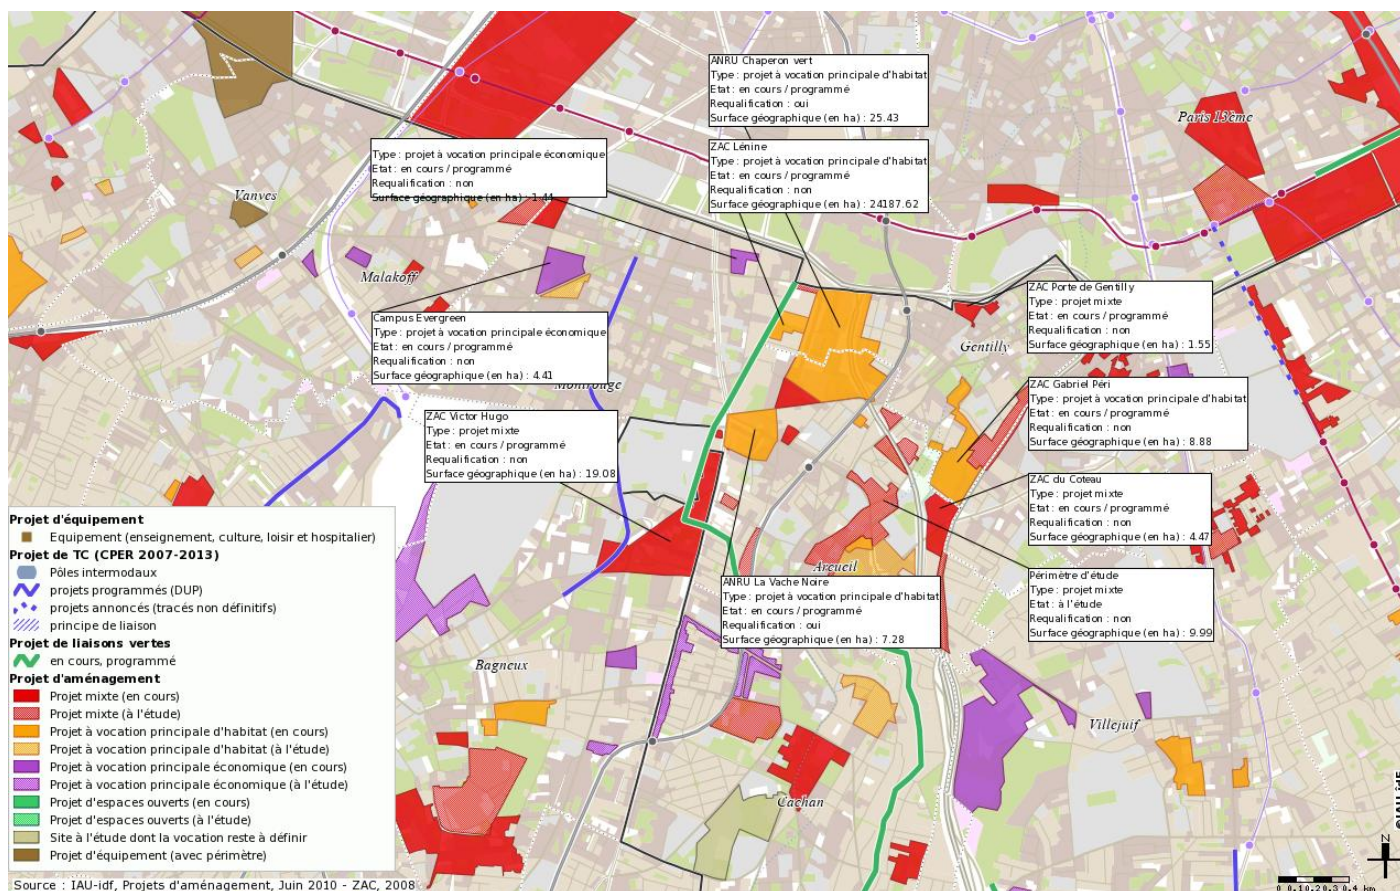 ANRU Chaperon vert
Type : projet à vocation principale d'habitat
Etat : en cours / programmé
Requalification : oui
Surface géographique (en ha) : 25.43
Paris 13ème
ZAC Lénine
Type : projet à vocation principale d'habitat
Etat : en cours / programmé
Requalification : non
Surface géographique (en ha) : 24187.62
Type : projet à vocation principale économique
Etat : en cours / programmé
Requalification : non
Surface géographique (en ha) : 1.44
Vanves
Malakoff
ZAC Porte de Gentilly
Type : projet mixte
Etat : en cours / programmé
Requalification : non
Surface géographique (en ha) : 1.55
Campus Evergreen
Type : projet à vocation principale économique
Etat : en cours / programmé
Requalification : non
Surface géographique (en ha) : 4.41
Gentilly
Montrouge
ZAC Gabriel Péri
Type : projet à vocation principale d'habitat
Etat : en cours / programmé
Requalification : non
Surface géographique (en ha) : 8.88
ZAC Victor Hugo
Type : projet mixte
Etat : en cours / programmé
Requalification : non
Surface géographique (en ha) : 19.08
ZAC du Coteau
Type : projet mixte
Etat : en cours / programmé
Requalification : non
Surface géographique (en ha) : 4.47
Arcueil
Périmètre d'étude
Type : projet mixte
Etat : à l'étude
Requalification : non
Surface géographique (en ha) : 9.99
ANRU La Vache Noire
Type : projet à vocation principale d'habitat
Etat : en cours / programmé
Requalification : oui
Surface géographique (en ha) : 7.28
Bagneux
Villejuif
Cachan
Projet d'équipement
Equipement (enseignement, culture, loisir et hospitalier)
Projet de TC (CPER 2007-2013)
Pôles intermodaux
projets programmés (DUP)
projets annoncés (tracés non définitifs)
principe de liaison
Projet de liaisons vertes
en cours, programmé
Projet d'aménagement
Projet mixte (en cours)
Projet mixte (à l'étude)
Projet à vocation principale d'habitat (en cours)
Projet à vocation principale d'habitat (à l'étude)
Projet à vocation principale économique (en cours)
Projet à vocation principale économique (à l'étude)
Projet d'espaces ouverts (en cours)
Projet d'espaces ouverts (à l'étude)
Site à l'étude dont la vocation reste à définir
Projet d'équipement (avec périmètre)
Source : IAU-idf, Projets d'aménagement, Juin 2010 - ZAC, 2008
©IAU-idF
N
0 0.10.20.30.4 km